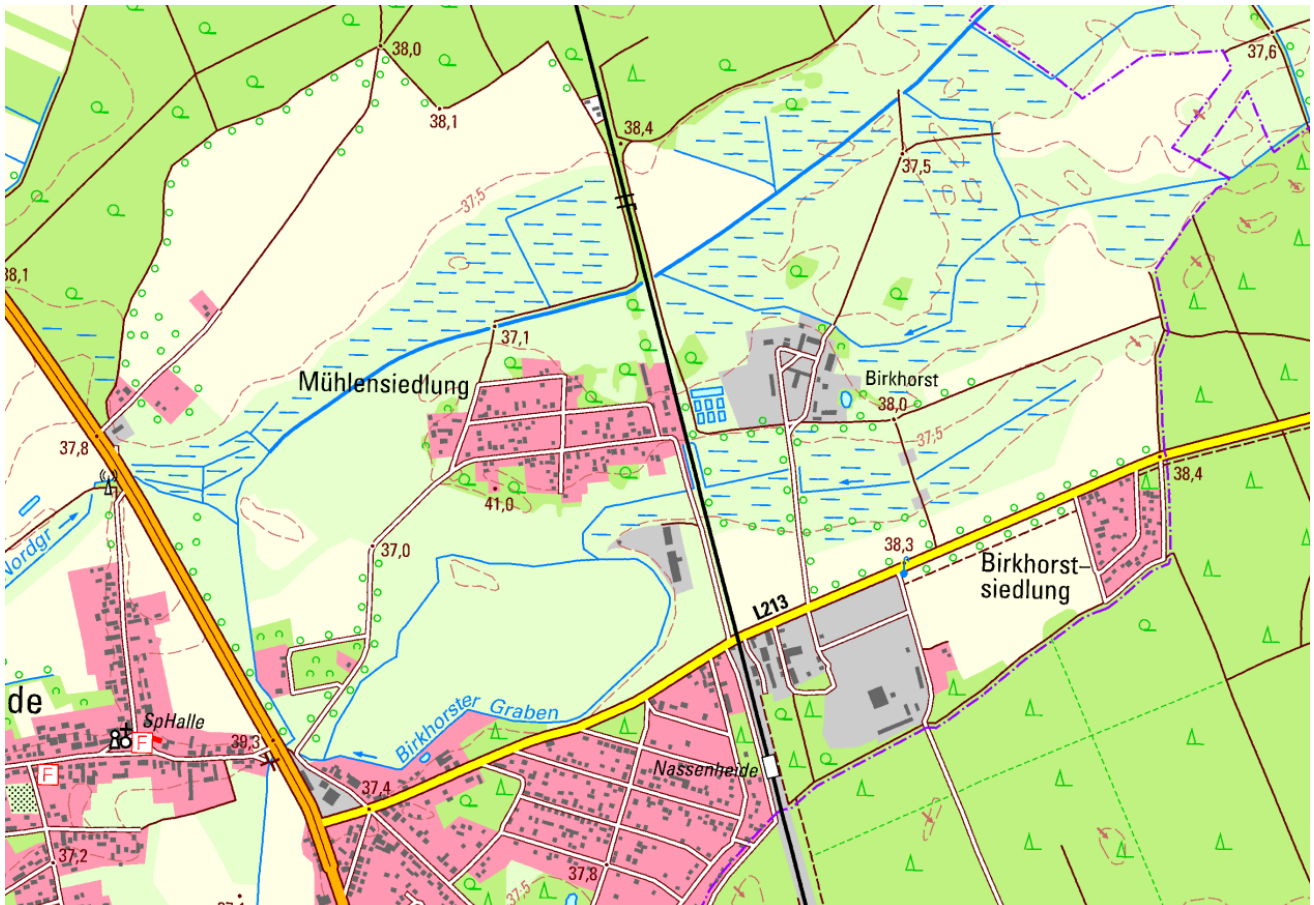 38,0
38,1
38,4
37,6
37,5
37,5
38,1
37,1
Mühlensiedlung
Birkhorst
38,0
37,5
37,8
41,0
38,4
Nordgr
37,0
38,3
Birkhorst–
siedlung
L213
de
SpHalle
Birkhorster Graben
39,3
F
F
Nassenheide
37,4
37,2
37,8
37,5